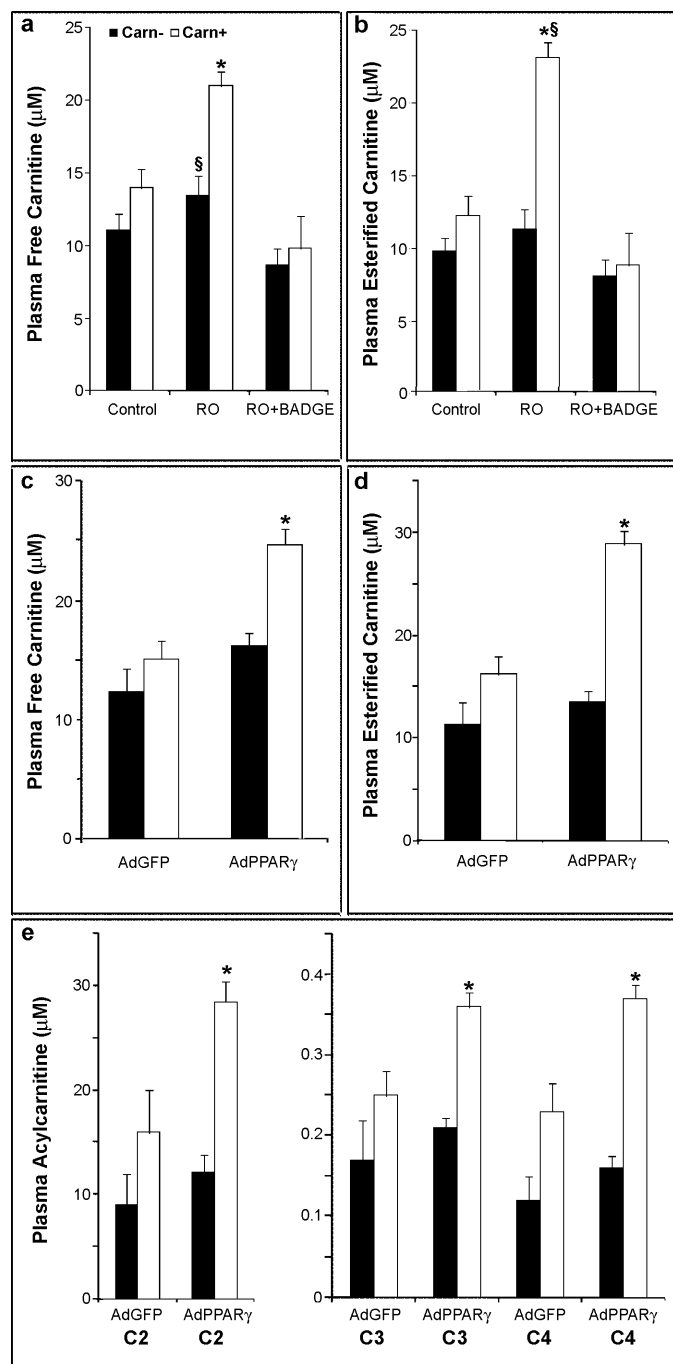 a
Carn- Carn+
Plasma Free Carnitine (μM)
25
20
15
10
5
0
§
*
Control RO RO+BADGE
b
Plasma Esterified Carnitine (μM)
25
20
15
10
5
0
*§
Control RO RO+BADGE
c
Plasma Free Carnitine (μM)
30
20
10
0
*
AdGFP AdPPARγ
d
Plasma Esterified Carnitine (μM)
30
20
10
0
*
AdGFP AdPPARγ
e
Plasma Acylcarnitine (μM)
30
20
10
0
*
AdGFP AdPPARγ
C2 C2
0.4
0.3
0.2
0.1
0
* *
AdGFP AdPPARγ AdGFP AdPPARγ
C3 C3 C4 C4